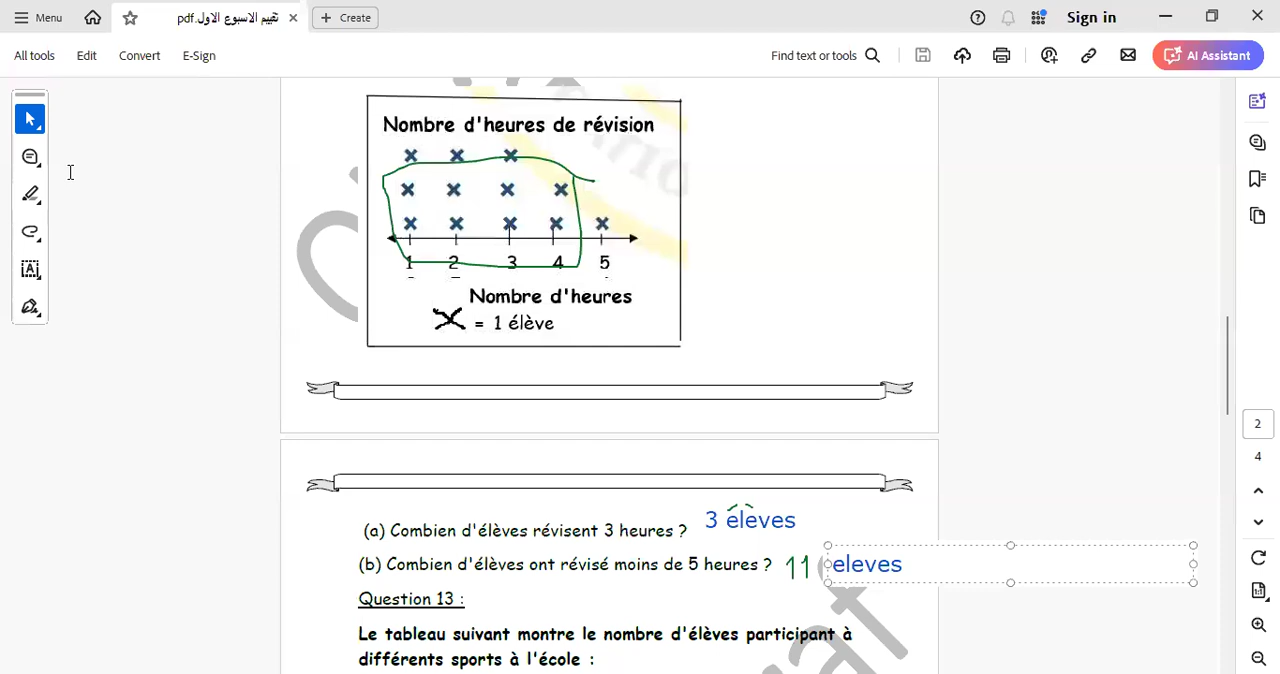 Menu
تقييم الاسبوع الاول.pdf
Create
Sign in
All tools Edit Convert E-Sign
Find text or tools
AI Assistant
Nombre d'heures de révision
1 2 3 4 5
Nombre d'heures
X = 1 élève
(a) Combien d'élèves révisent 3 heures ? 3 élèves
(b) Combien d'élèves ont révisé moins de 5 heures ? 11 eleves
Question 13 :
Le tableau suivant montre le nombre d'élèves participant à
différents sports à l'école :
2
4